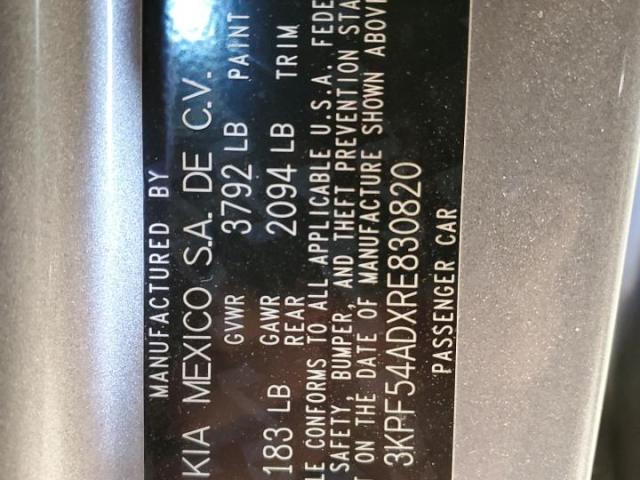 MANUFACTURED BY
KIA MEXICO S.A. DE C.V.
GVWR 3792 LB PAINT
183 LB GAWR REAR 2094 LB TRIM
LE CONFORMS TO ALL APPLICABLE U.S.A. FEDE
SAFETY, BUMPER, AND THEFT PREVENTION STA
T ON THE DATE OF MANUFACTURE SHOWN ABOVE
3KPF54ADXRE830820
PASSENGER CAR